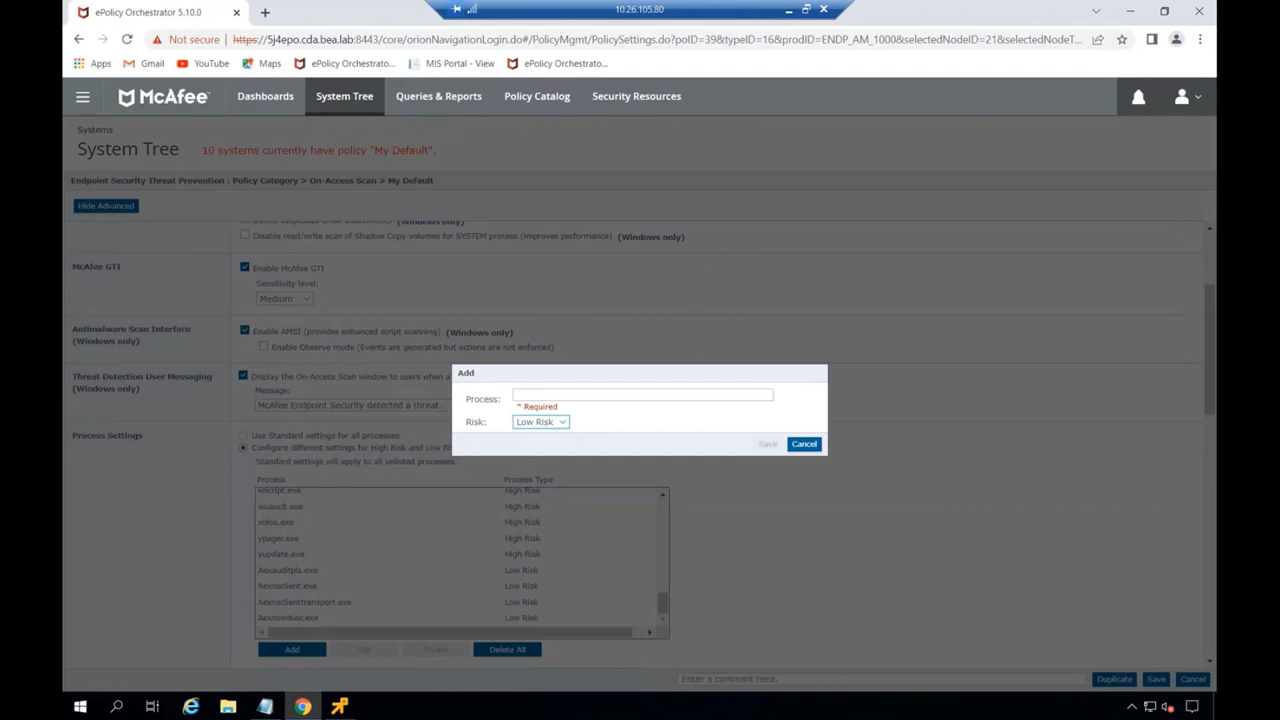 ePolicy Orchestrator 5.10.0
10.26.105.80
Not secure
https://5j4epo.cda.bea.lab:8443/core/orionNavigationLogin.do#/PolicyMgmt/PolicySettings.do?polD=39&typeID=16&prodID=ENDP_AM_1000&selectedNodeID=21&selectedNodeT...
Apps
Gmail
YouTube
Maps
ePolicy Orchestrato...
MIS Portal - View
ePolicy Orchestrato...
McAfee
Dashboards
System Tree
Queries & Reports
Policy Catalog
Security Resources
Systems
System Tree
10 systems currently have policy "My Default".
Endpoint Security Threat Prevention : Policy Category > On-Access Scan > My Default
Hide Advanced
(Windows only)
Disable read/write scan of Shadow Copy volumes for SYSTEM process (improves performance) (Windows only)
McAfee GTI
Enable McAfee GTI
Sensitivity level:
Medium
Antimalware Scan Interface
(Windows only)
Enable AMSI (provides enhanced script scanning) (Windows only)
Enable Observe mode (Events are generated but actions are not enforced)
Threat Detection User Messaging
(Windows only)
Display the On-Access Scan window to users when a
Message:
McAfee Endpoint Security detected a threat.
Add
Process:
* Required
Risk:
Low Risk
Save
Cancel
Process Settings
Use Standard settings for all processes
Configure different settings for High Risk and Low Ri
Standard settings will apply to all unlisted processes.
Process
Process Type
wscript.exe
High Risk
wuauclt.exe
High Risk
xolox.exe
High Risk
ypager.exe
High Risk
yupdate.exe
High Risk
Aexauditpls.exe
Low Risk
Aexnsclient.exe
Low Risk
Aexnsclienttransport.exe
Low Risk
Aexnswdusr.exe
Low Risk
Add
Edit
Delete
Delete All
Enter a comment here.
Duplicate
Save
Cancel